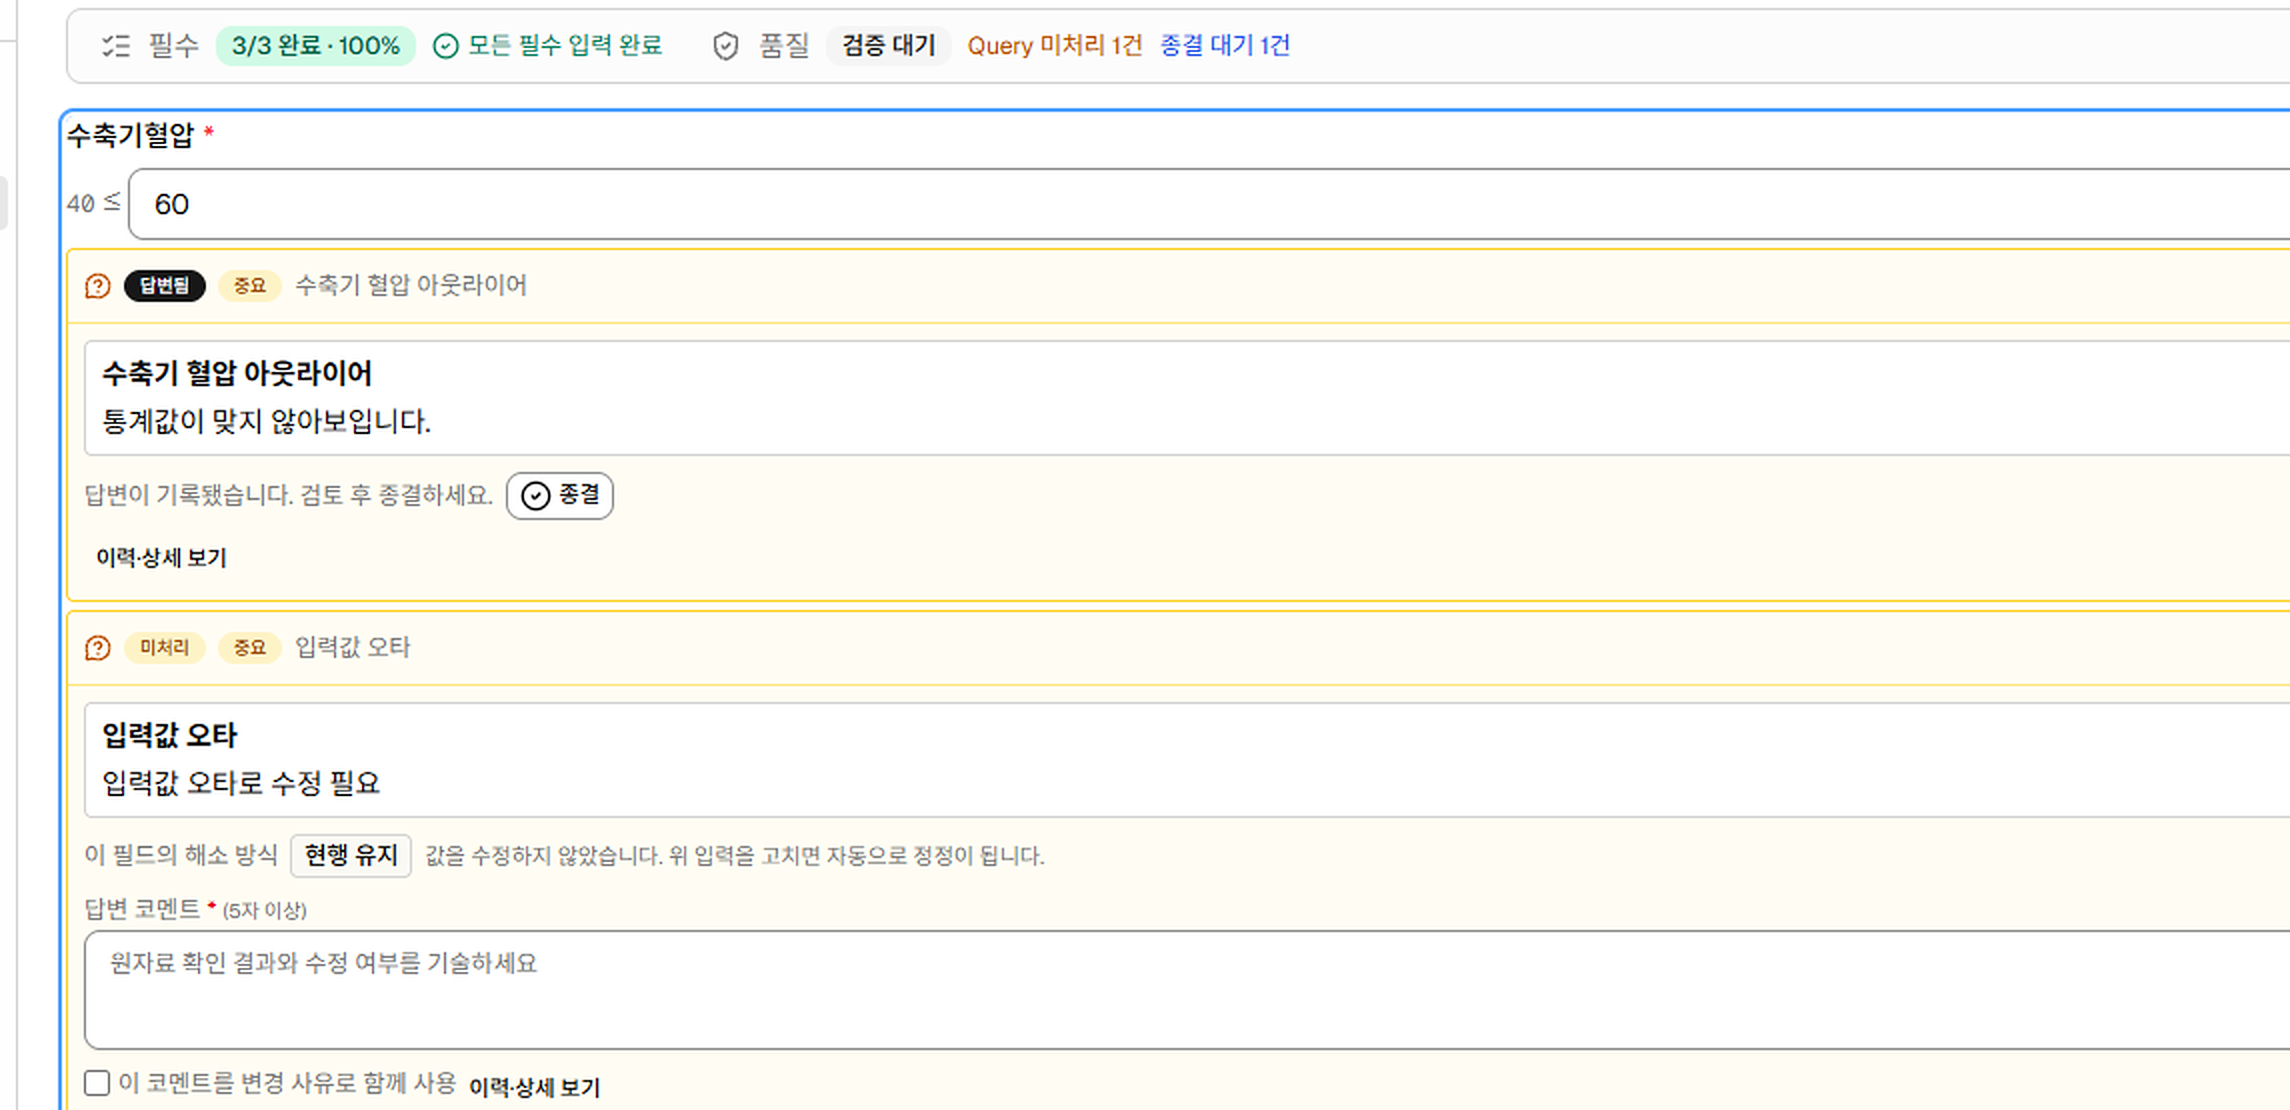 필수 3/3 완료 · 100% 모든 필수 입력 완료 품질 검증 대기 Query 미처리 1건 종결 대기 1건
수축기혈압 *
40 ≤ 60
답변됨 중요 수축기 혈압 아웃라이어
수축기 혈압 아웃라이어
통계값이 맞지 않아보입니다.
답변이 기록됐습니다. 검토 후 종결하세요. 종결
이력·상세 보기
미처리 중요 입력값 오타
입력값 오타
입력값 오타로 수정 필요
이 필드의 해소 방식 현행 유지 값을 수정하지 않았습니다. 위 입력을 고치면 자동으로 정정이 됩니다.
답변 코멘트 * (5자 이상)
원자료 확인 결과와 수정 여부를 기술하세요
이 코멘트를 변경 사유로 함께 사용 이력·상세 보기